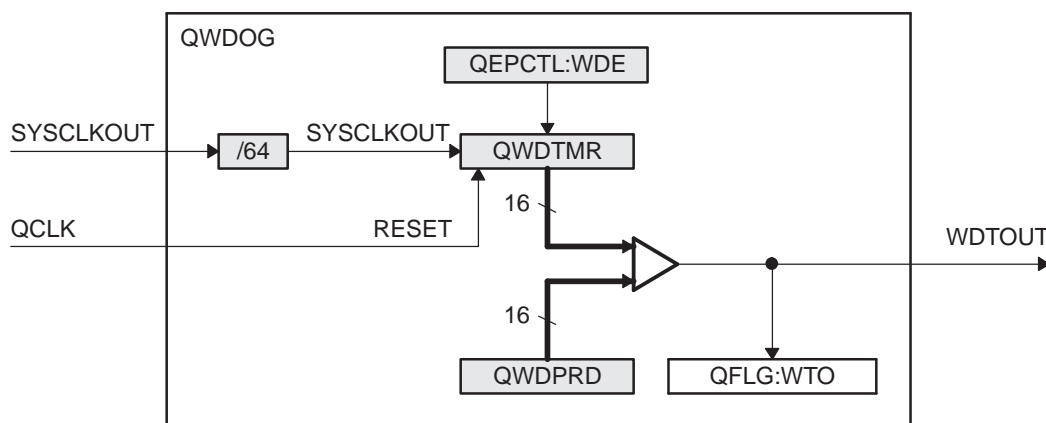 QWDOG
QEPCTL:WDE
SYSCLKOUT
/64
SYSCLKOUT
QWDTMR
16
QCLK
RESET
WDTOUT
16
QWDPRD
QFLG:WTO